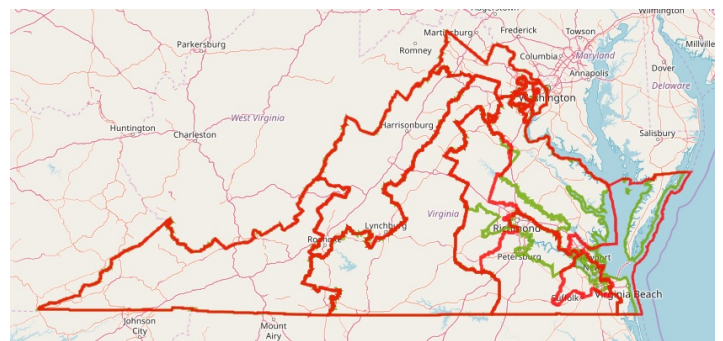 Wilmington
Martinsburg
Frederick
Towson
Parkersburg
Romney
Columbia
Maryland
Millville
Annapolis
Dover
Washington
Delaware
West Virginia
Huntington
Charleston
Harrisonburg
Salisbury
Virginia
Lynchburg
Roanoke
Richmond
Petersburg
Newport
News
Suffolk
Virginia Beach
Johnson
City
Mount
Airy